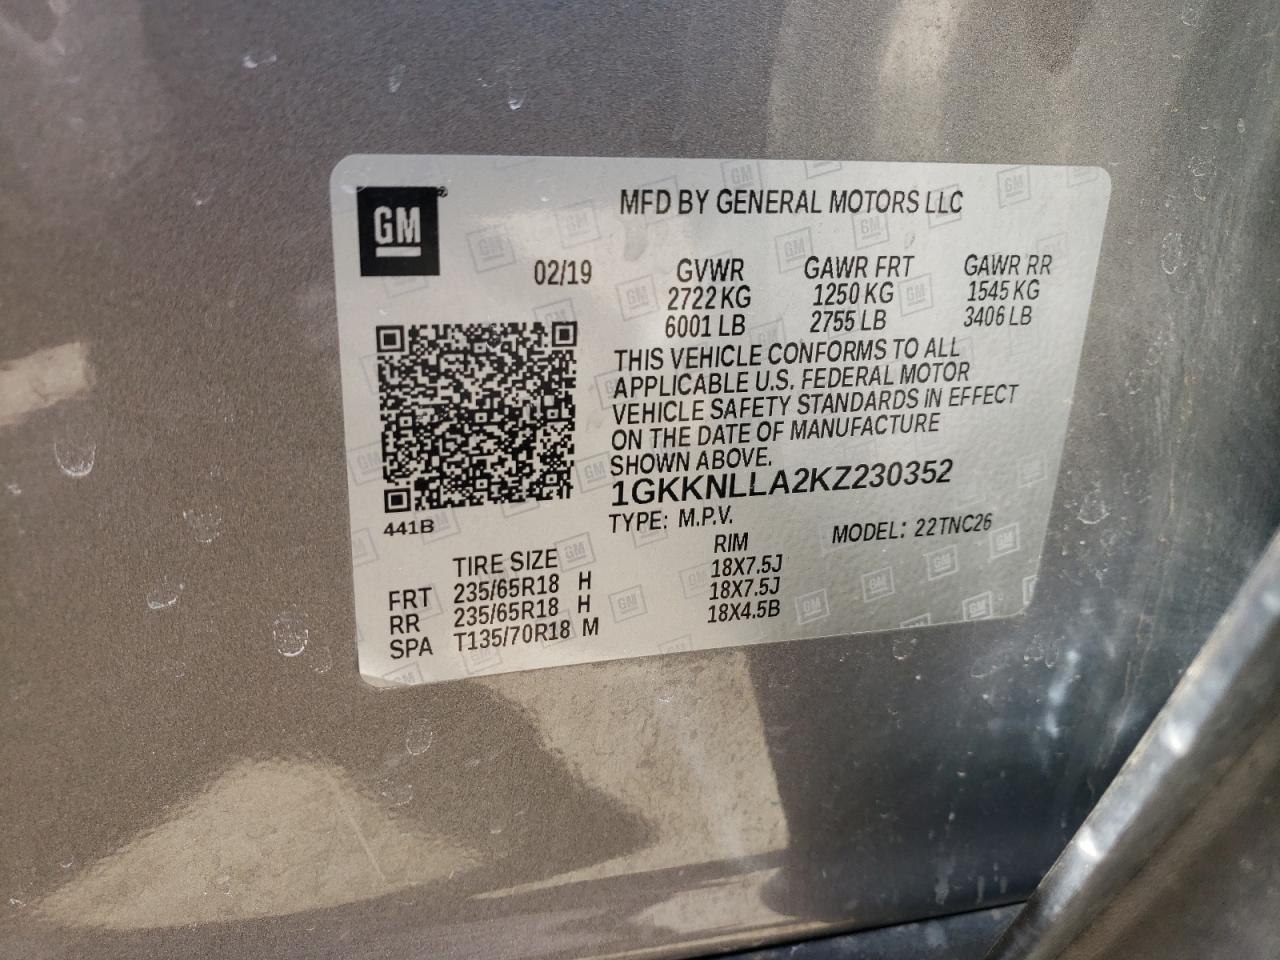 GM®
MFD BY GENERAL MOTORS LLC
02/19
GVWR GAWR FRT GAWR RR
2722 KG 1250 KG 1545 KG
6001 LB 2755 LB 3406 LB
THIS VEHICLE CONFORMS TO ALL
APPLICABLE U.S. FEDERAL MOTOR
VEHICLE SAFETY STANDARDS IN EFFECT
ON THE DATE OF MANUFACTURE
SHOWN ABOVE.
1GKKNLLA2KZ230352
441B
TYPE: M.P.V. MODEL: 22TNC26
TIRE SIZE RIM
FRT 235/65R18 H 18X7.5J
RR 235/65R18 H 18X7.5J
SPA T135/70R18 M 18X4.5B